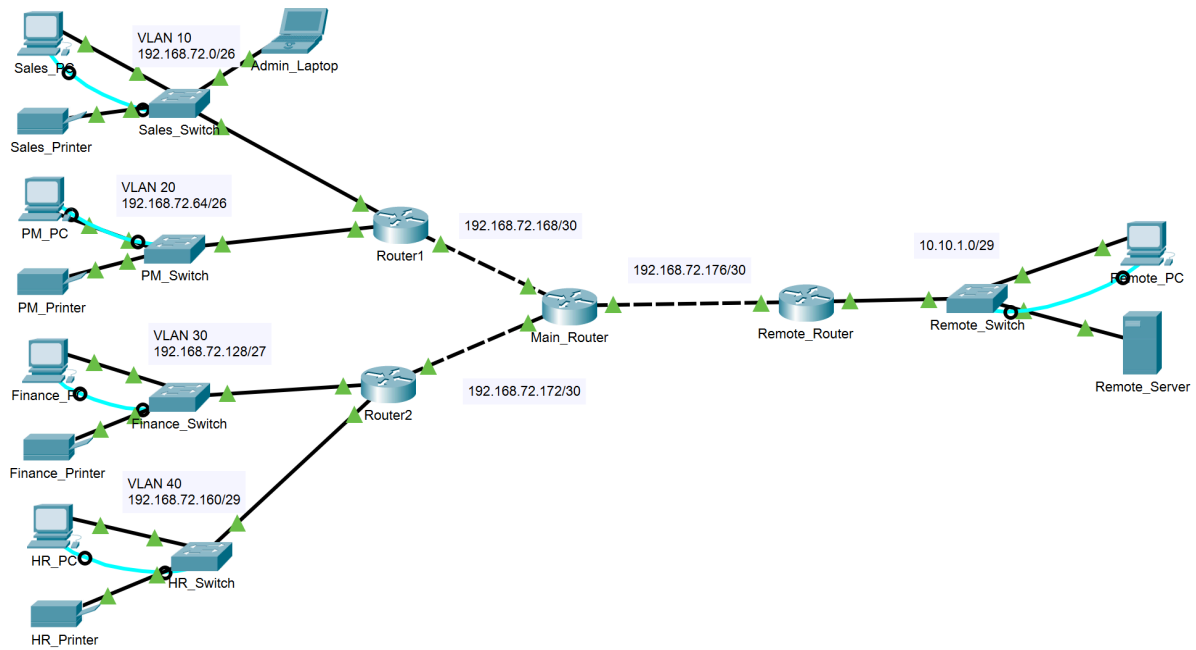 VLAN 10
192.168.72.0/26
Sales_PC
Admin_Laptop
Sales_Switch
Sales_Printer
VLAN 20
192.168.72.64/26
PM_PC
PM_Switch
PM_Printer
Router1
192.168.72.168/30
192.168.72.176/30
10.10.1.0/29
Remote_PC
Remote_Switch
Remote_Router
Main_Router
Remote_Server
VLAN 30
192.168.72.128/27
Finance_PC
Finance_Switch
Finance_Printer
Router2
192.168.72.172/30
VLAN 40
192.168.72.160/29
HR_PC
HR_Switch
HR_Printer